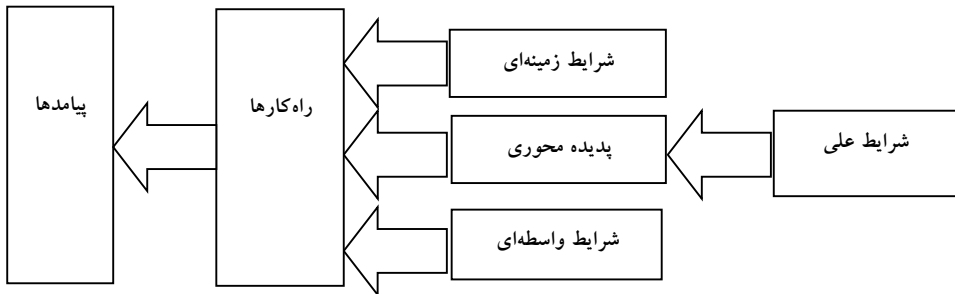 شرایط زمینه‌ای
راه‌کارها
پیامدها
شرایط علی
پدیده محوری
شرایط واسطه‌ای